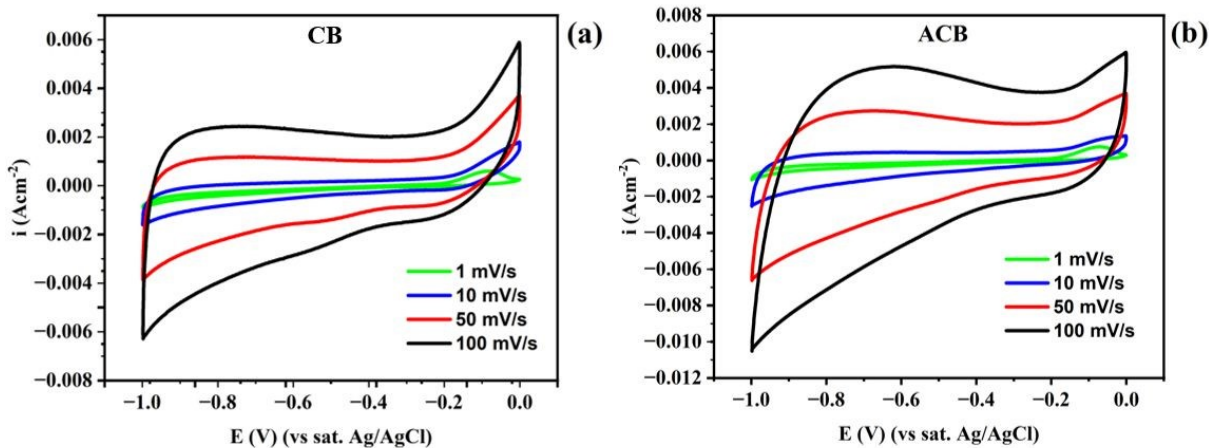 CB
(a)
0.006
0.004
0.002
0.000
−0.002
−0.004
−0.006
−0.008
i (Acm-2)
1 mV/s
10 mV/s
50 mV/s
100 mV/s
−1.0 −0.8 −0.6 −0.4 −0.2 0.0
E (V) (vs sat. Ag/AgCl)
ACB
(b)
0.008
0.006
0.004
0.002
0.000
−0.002
−0.004
−0.006
−0.008
−0.010
−0.012
i (Acm-2)
1 mV/s
10 mV/s
50 mV/s
100 mV/s
−1.0 −0.8 −0.6 −0.4 −0.2 0.0
E (V) (vs sat. Ag/AgCl)